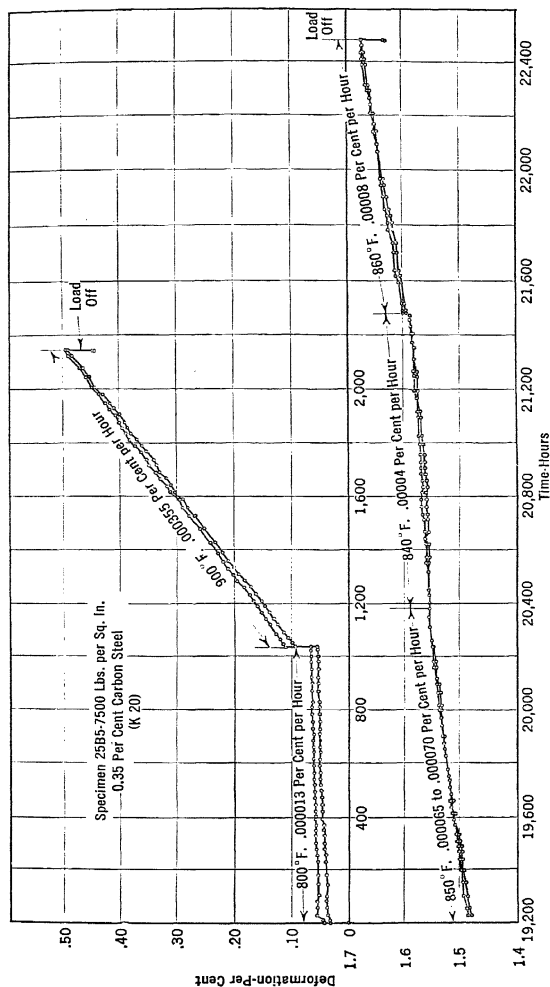 Specimen 25B5-7500 Lbs. per Sq. In.
0.35 Per Cent Carbon Steel
(K 20)
Deformation-Per Cent
.50
.40
.30
.20
.10
0
400
800
1,200
1,600
2,000
800°F. .000013 Per Cent per Hour
900°F. .000355 Per Cent per Hour
Load
Off
1.7
1.6
1.5
1.4
850°F. .000065 to .000070 Per Cent per Hour
840°F. .00004 Per Cent per Hour
860°F. .00008 Per Cent per Hour
Load
Off
19,200
19,600
20,000
20,400
20,800
21,200
21,600
22,000
22,400
Time-Hours